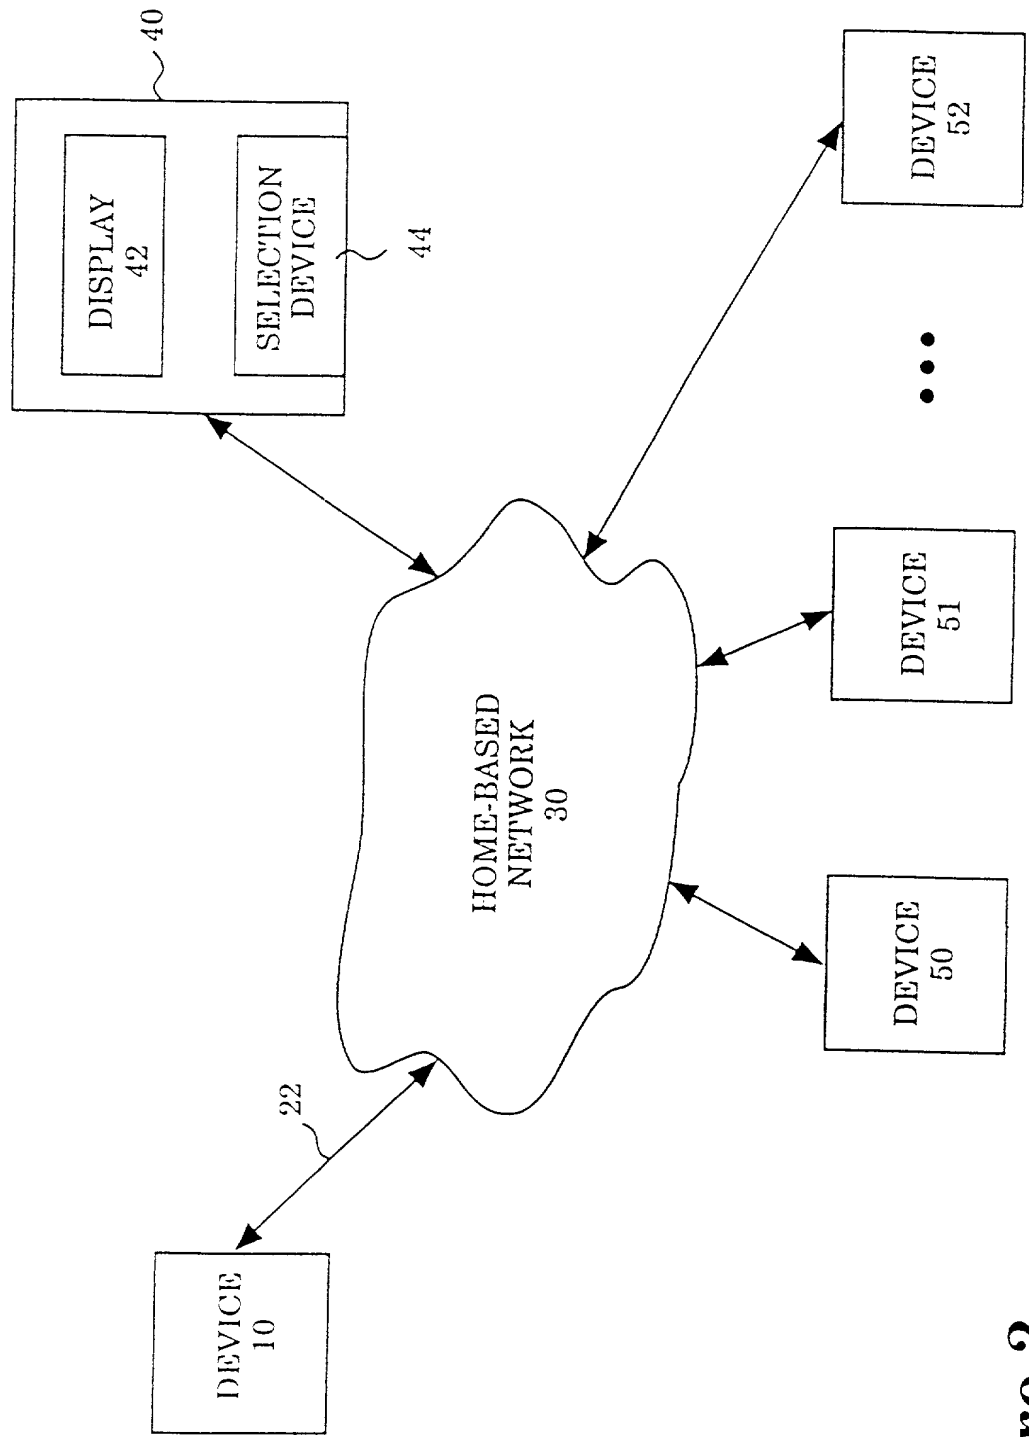 40
DISPLAY
42
SELECTION
DEVICE
44
22
DEVICE
10
HOME-BASED
NETWORK
30
DEVICE
50
DEVICE
51
•••
DEVICE
52